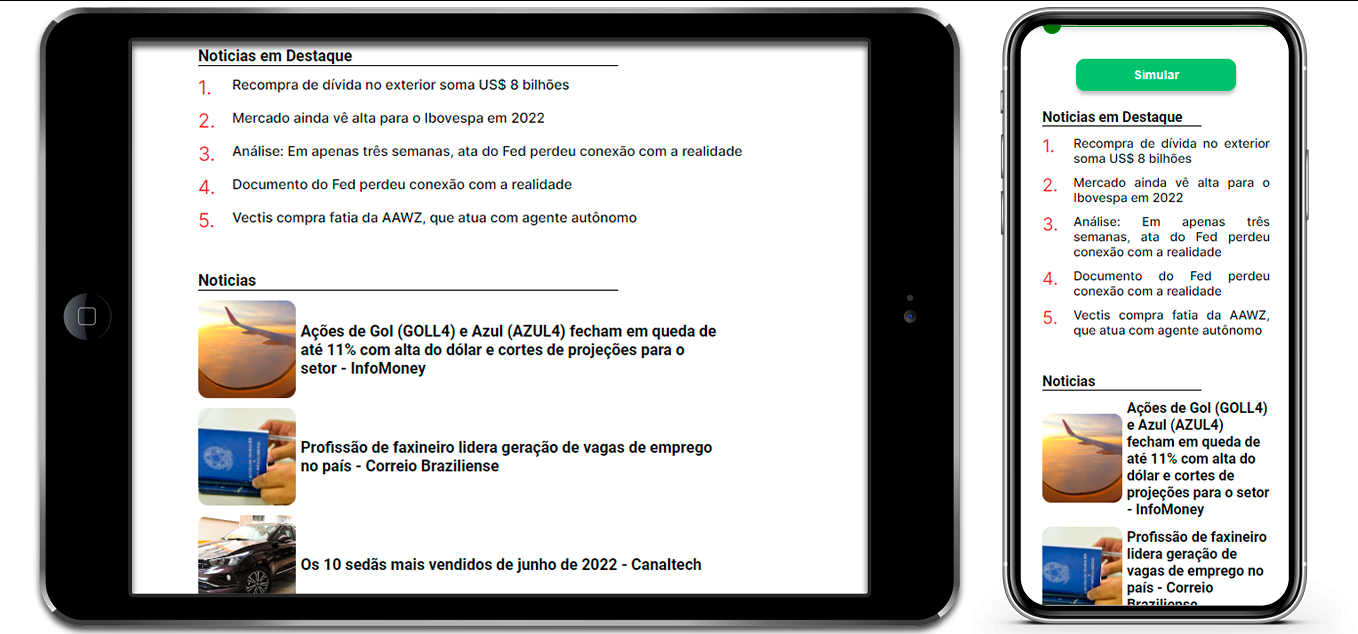 Noticias em Destaque
1. Recompra de dívida no exterior soma US$ 8 bilhões
2. Mercado ainda vê alta para o Ibovespa em 2022
3. Análise: Em apenas três semanas, ata do Fed perdeu conexão com a realidade
4. Documento do Fed perdeu conexão com a realidade
5. Vectis compra fatia da AAWZ, que atua com agente autônomo
Noticias
Ações de Gol (GOLL4) e Azul (AZUL4) fecham em queda de
até 11% com alta do dólar e cortes de projeções para o
setor - InfoMoney
Profissão de faxineiro lidera geração de vagas de emprego
no país - Correio Braziliense
Os 10 sedãs mais vendidos de junho de 2022 - Canaltech
Simular
Noticias em Destaque
1. Recompra de dívida no exterior
soma US$ 8 bilhões
2. Mercado ainda vê alta para o
Ibovespa em 2022
3. Análise: Em apenas três
semanas, ata do Fed perdeu
conexão com a realidade
4. Documento do Fed perdeu
conexão com a realidade
5. Vectis compra fatia da AAWZ,
que atua com agente autônomo
Noticias
Ações de Gol (GOLL4)
e Azul (AZUL4)
fecham em queda de
até 11% com alta do
dólar e cortes de
projeções para o setor
- InfoMoney
Profissão de faxineiro
lidera geração de
vagas de emprego no
país - Correio
Braziliense